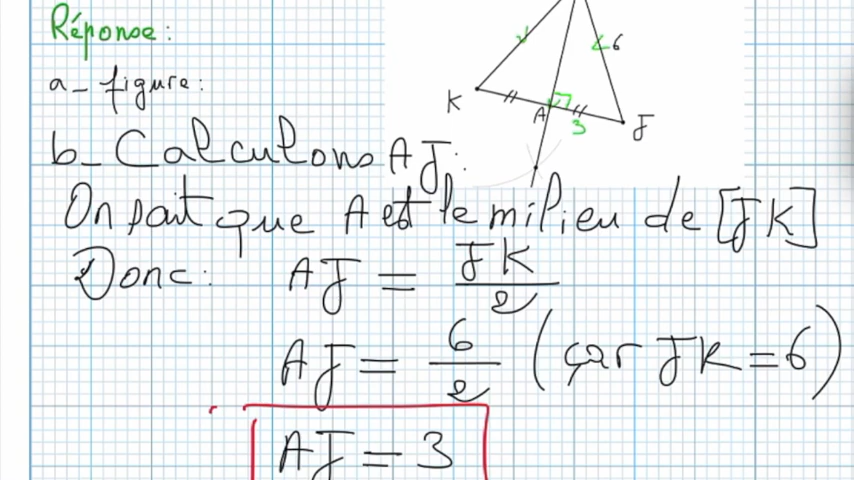 Réponse:
6
a- figure:
K
A
3
J
b- Calculons AJ:
On sait que A est le milieu de [JK]
Donc: AJ = JK/2
AJ = 6/2 (car JK = 6)
AJ = 3